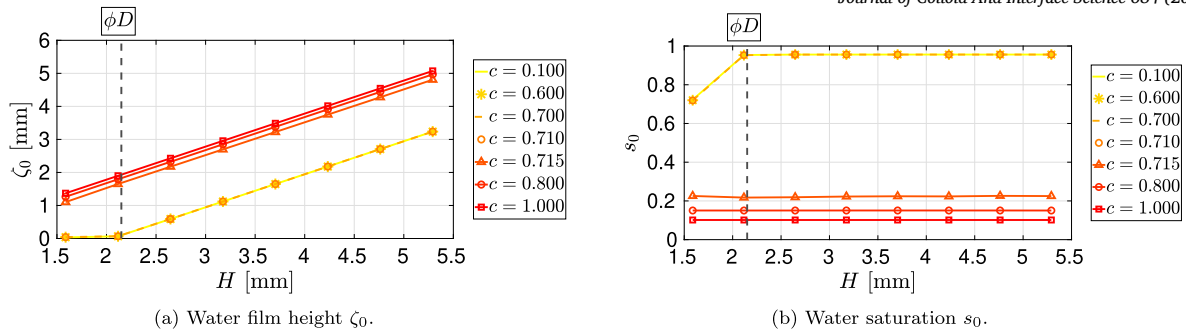 Journal of Colloid And Interface Science
ϕD
6
5
4
3
2
1
0
ζ₀ [mm]
1.5 2 2.5 3 3.5 4 4.5 5 5.5
H [mm]
c = 0.100
c = 0.600
c = 0.700
c = 0.710
c = 0.715
c = 0.800
c = 1.000
(a) Water film height ζ₀.
ϕD
1
0.8
0.6
0.4
0.2
0
s₀
1.5 2 2.5 3 3.5 4 4.5 5 5.5
H [mm]
c = 0.100
c = 0.600
c = 0.700
c = 0.710
c = 0.715
c = 0.800
c = 1.000
(b) Water saturation s₀.